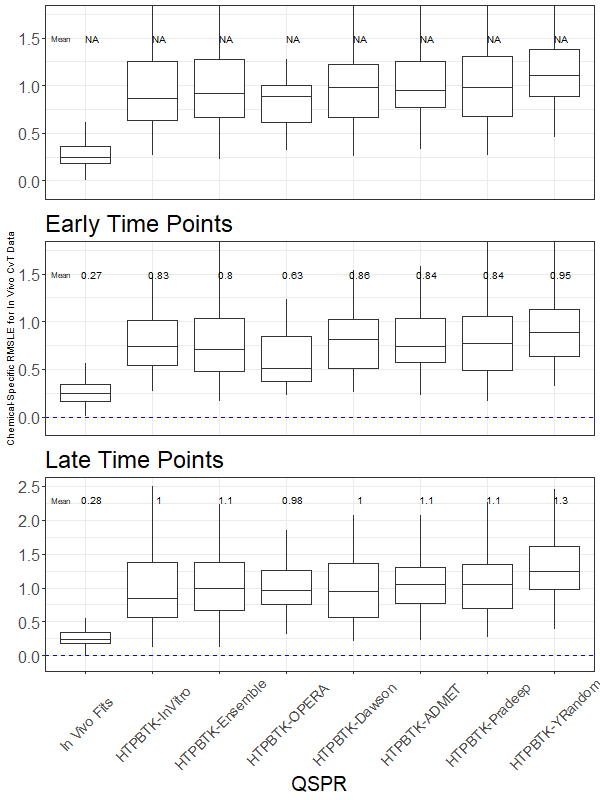 Chemical-Specific RMSLE for In Vivo CvT Data
1.5
1.0
0.5
0.0
Mean NA NA NA NA NA NA NA NA
Early Time Points
1.5
1.0
0.5
0.0
Mean 0.27 0.83 0.8 0.63 0.86 0.84 0.84 0.95
Late Time Points
2.5
2.0
1.5
1.0
0.5
0.0
Mean 0.28 1 1.1 0.98 1 1.1 1.1 1.3
In Vivo Fits
HTPBTK-InVitro
HTPBTK-Ensemble
HTPBTK-OPERA
HTPBTK-Dawson
HTPBTK-ADMET
HTPBTK-Pradeep
HTPBTK-YRandom
QSPR